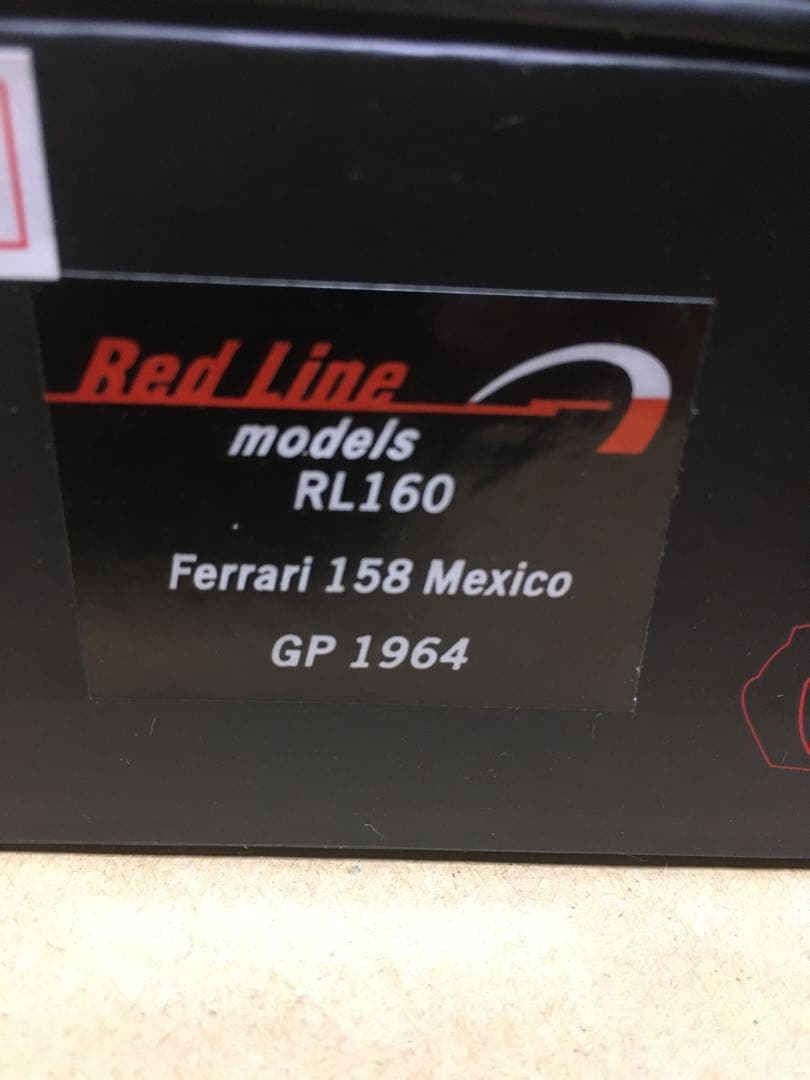 Red Line
models
RL160
Ferrari 158 Mexico
GP 1964